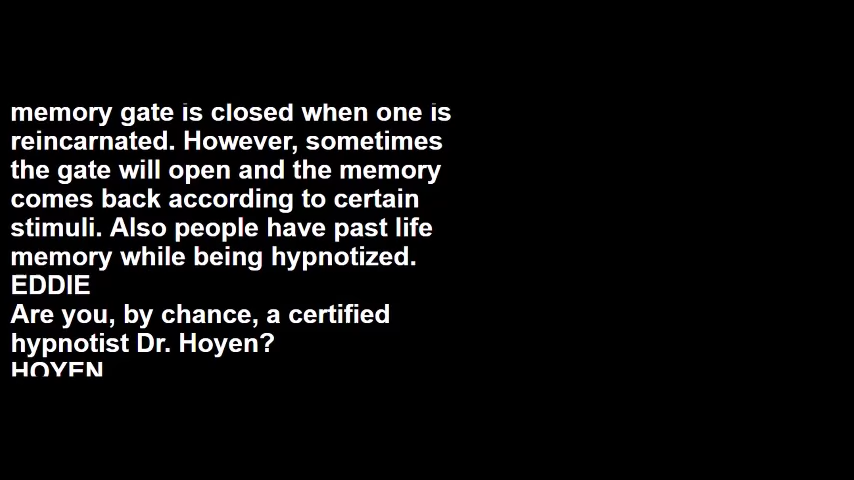 memory gate is closed when one is
reincarnated. However, sometimes
the gate will open and the memory
comes back according to certain
stimuli. Also people have past life
memory while being hypnotized.
EDDIE
Are you, by chance, a certified
hypnotist Dr. Hoyen?
HOYEN